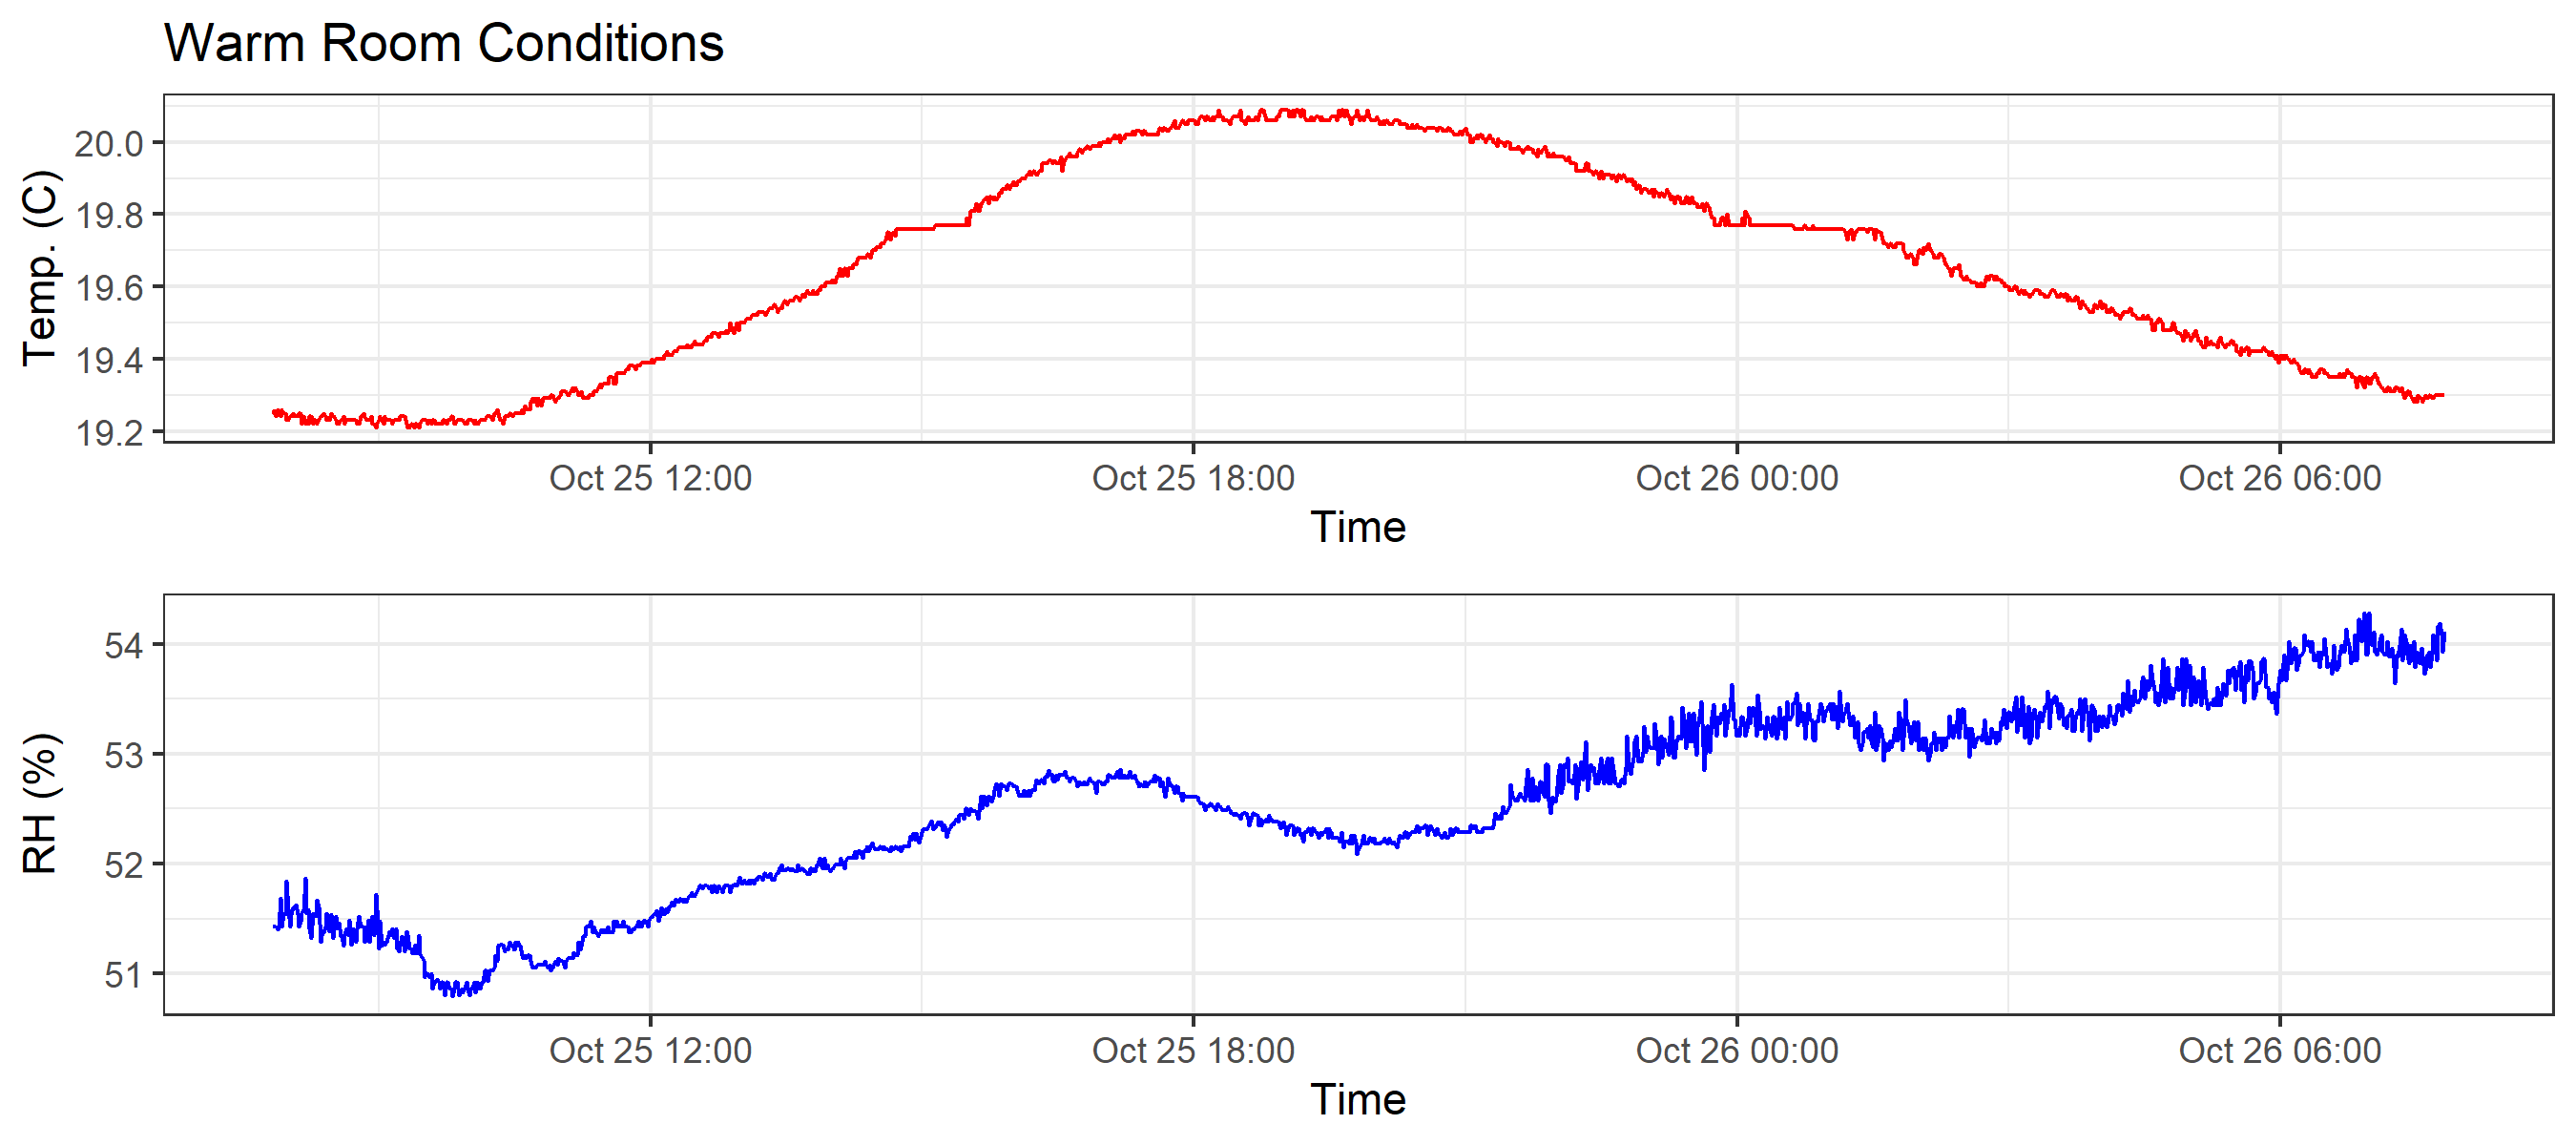 Warm Room Conditions
Temp. (C)
20.0
19.8
19.6
19.4
19.2
Oct 25 12:00 Oct 25 18:00 Oct 26 00:00 Oct 26 06:00
Time
RH (%)
54
53
52
51
Oct 25 12:00 Oct 25 18:00 Oct 26 00:00 Oct 26 06:00
Time